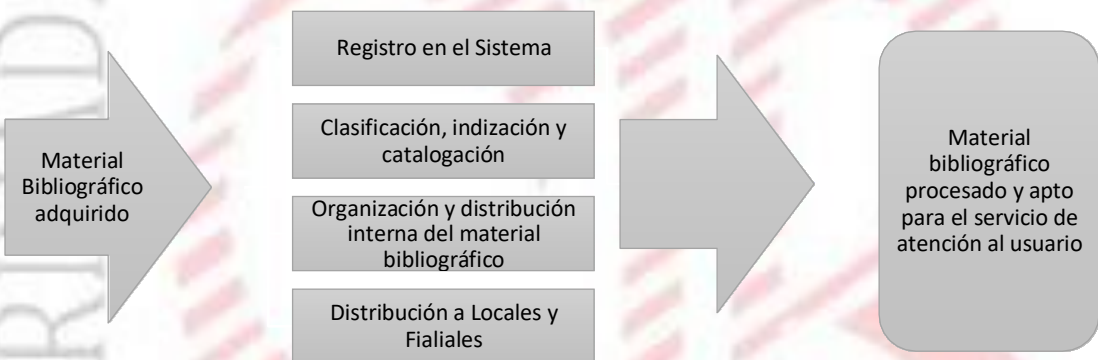 Material
Bibliográfico
adquirido
Registro en el Sistema
Clasificación, indización y
catalogación
Organización y distribución
interna del material
bibliográfico
Distribución a Locales y
Fialiales
Material
bibliográfico
procesado y apto
para el servicio de
atención al usuario